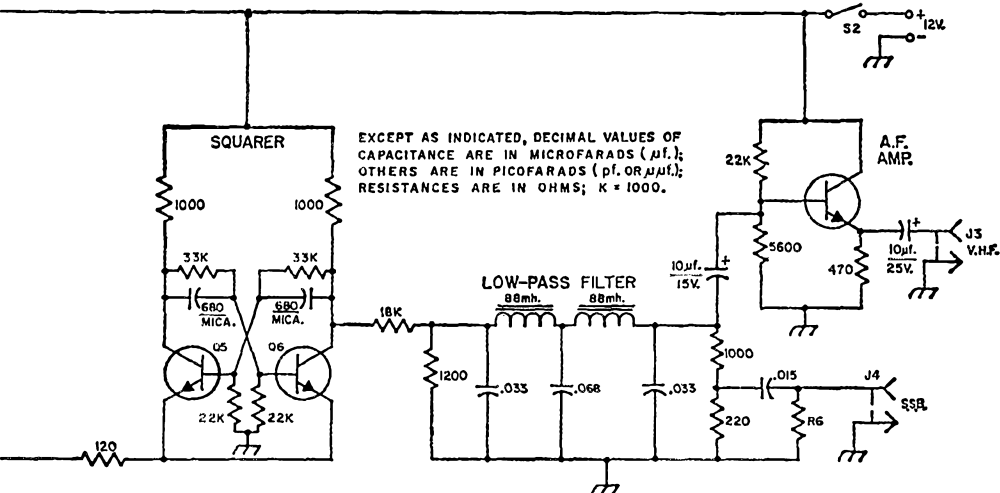 S2
+
12V.
-
SQUARER
EXCEPT AS INDICATED, DECIMAL VALUES OF
CAPACITANCE ARE IN MICROFARADS (µf.);
OTHERS ARE IN PICOFARADS (pf. OR µµf.);
RESISTANCES ARE IN OHMS; K = 1000.
A.F.
AMP.
22K
1000
1000
33K
33K
680
MICA.
680
MICA.
5600
470
+
10µf.
25V.
J3
V.H.F.
10µf.
15V.
+
LOW-PASS FILTER
88mh.
88mh.
18K
Q5
Q6
1200
.033
.068
.033
1000
.015
J4
SSB.
220
R6
22K
22K
120